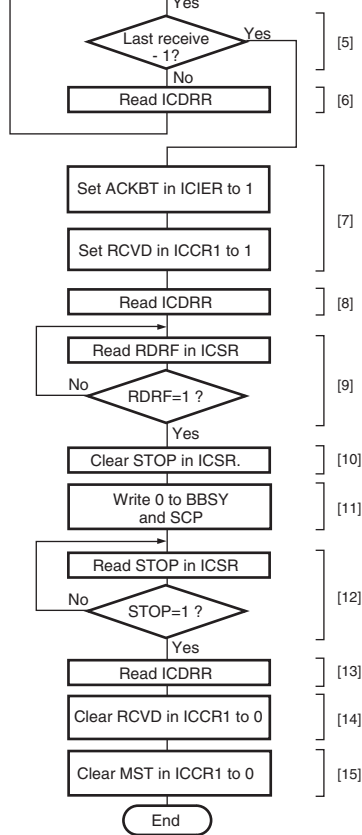 Yes
Last receive
- 1?
Yes
[5]
No
Read ICDRR
[6]
Set ACKBT in ICIER to 1
[7]
Set RCVD in ICCR1 to 1
Read ICDRR
[8]
Read RDRF in ICSR
No
RDRF=1 ?
[9]
Yes
Clear STOP in ICSR.
[10]
Write 0 to BBSY
and SCP
[11]
Read STOP in ICSR
No
STOP=1 ?
[12]
Yes
Read ICDRR
[13]
Clear RCVD in ICCR1 to 0
[14]
Clear MST in ICCR1 to 0
[15]
End